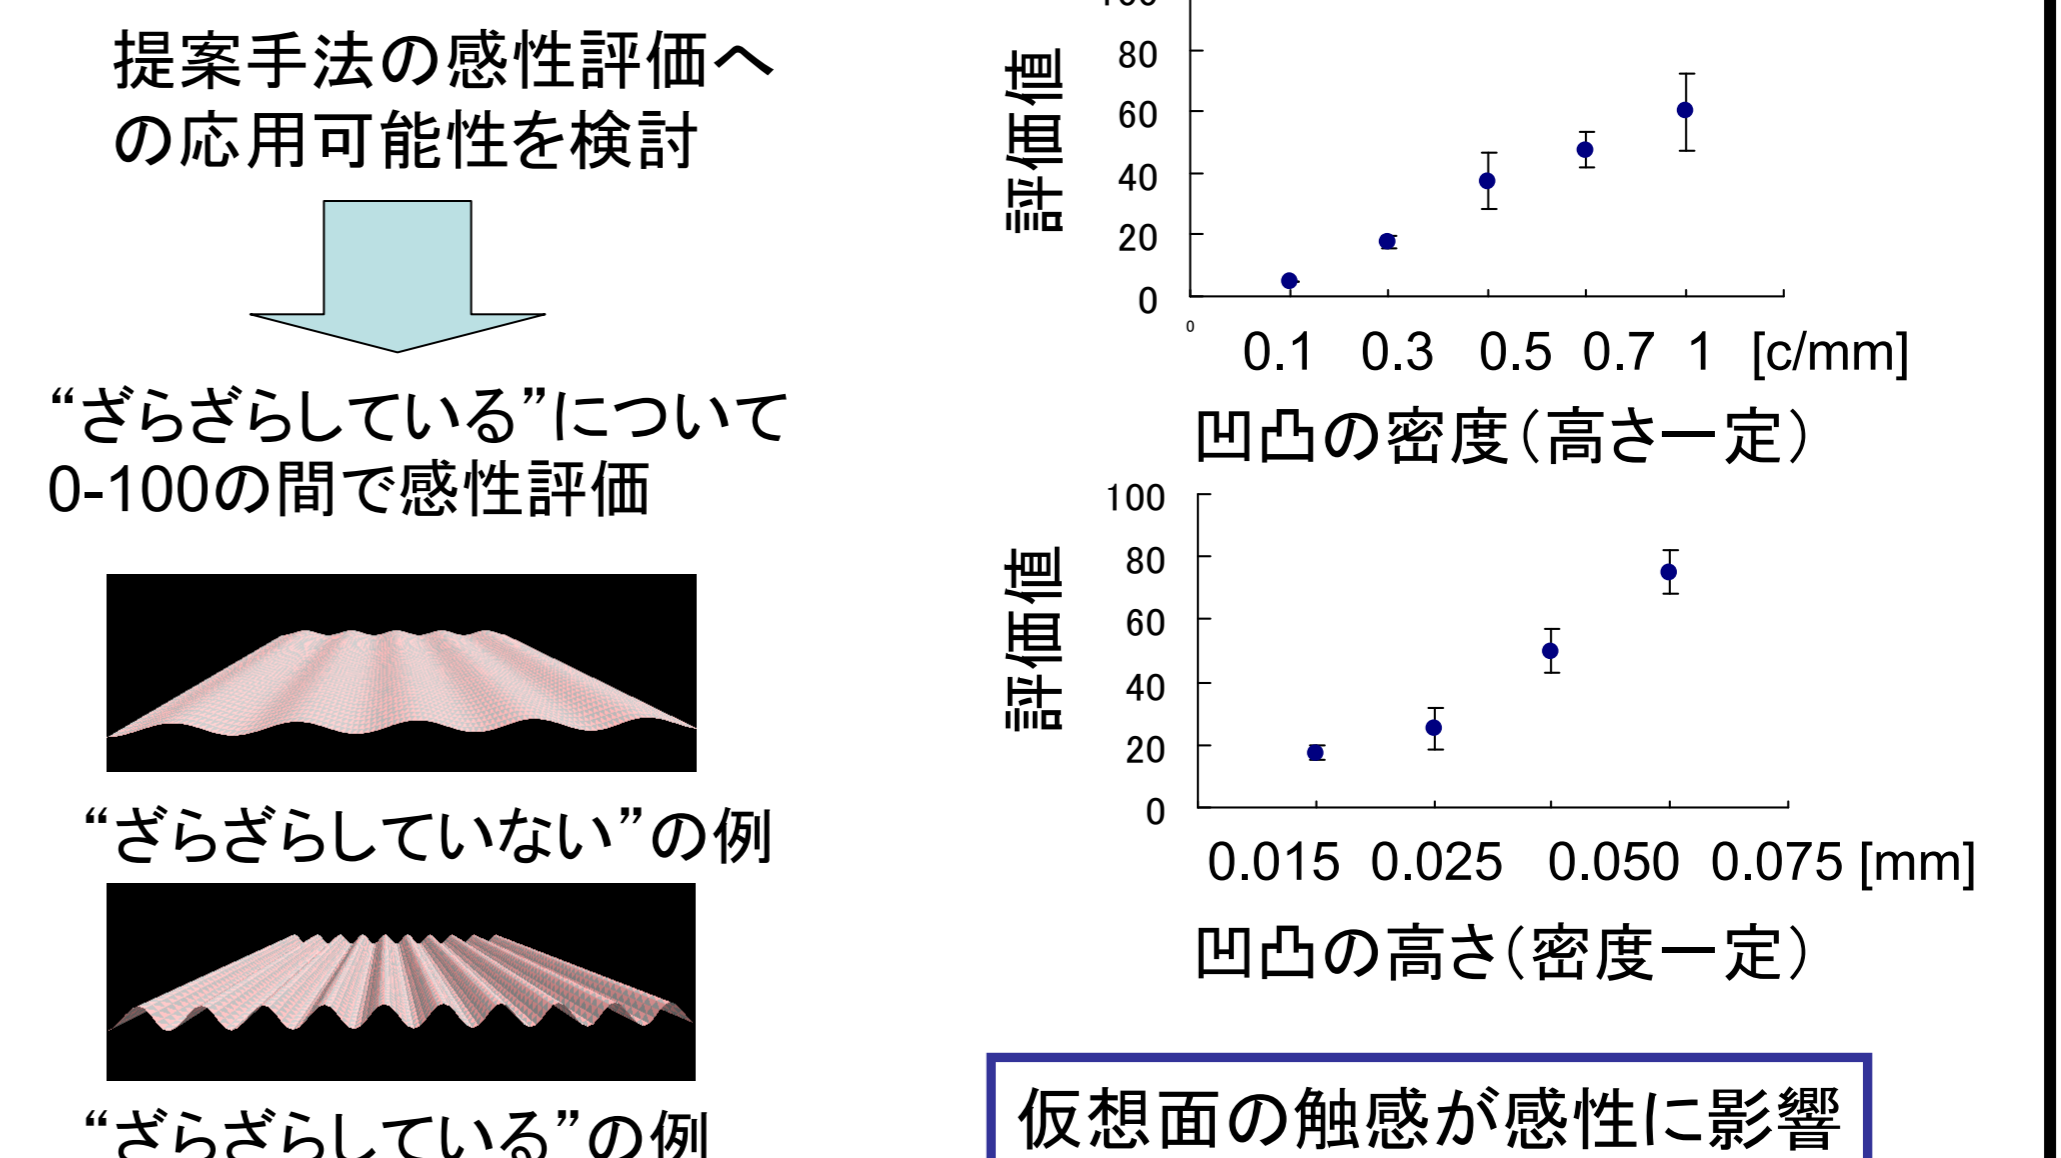 提案手法の感性評価へ
の応用可能性を検討
“ざらざらしている”について
0-100の間で感性評価
“ざらざらしていない”の例
“ざらざらしている”の例
100
80
60
40
20
0
評価値
0
0.1 0.3 0.5 0.7 1 [c/mm]
凹凸の密度(高さ一定)
100
80
60
40
20
0
評価値
0.015 0.025 0.050 0.075 [mm]
凹凸の高さ(密度一定)
仮想面の触感が感性に影響